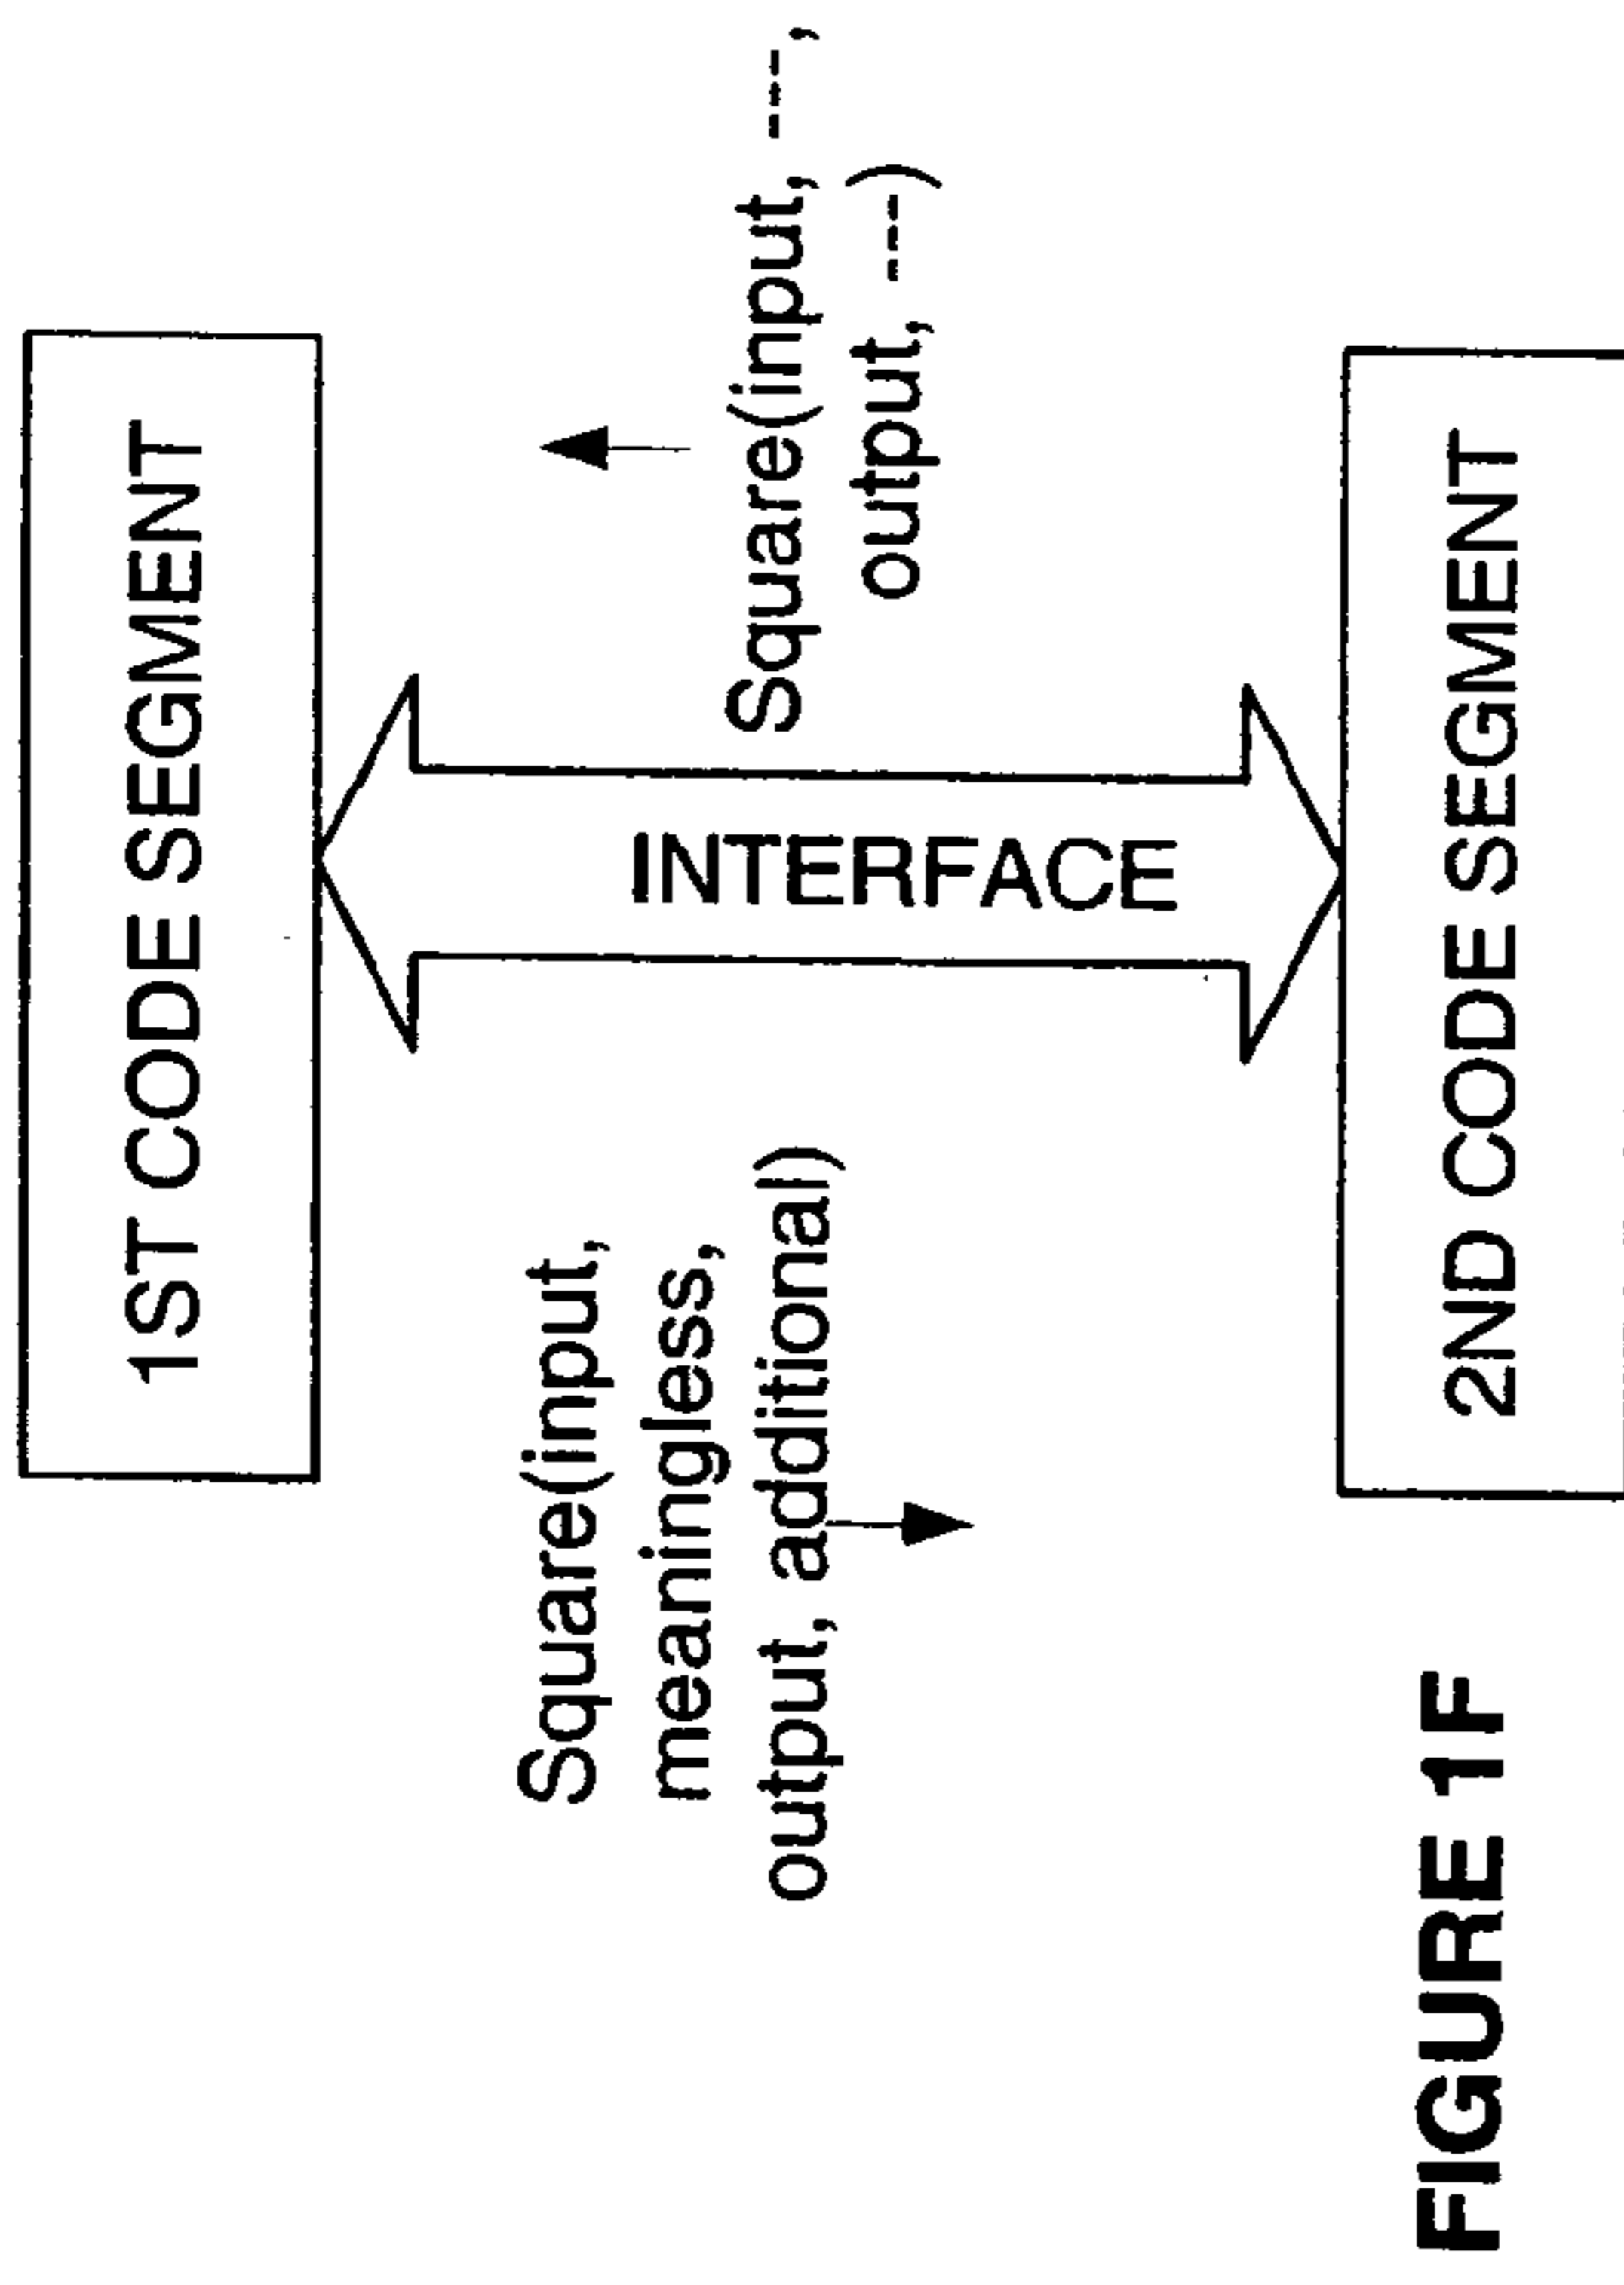 1ST CODE SEGMENT
Square(input,
meaningless,
output, additional)
INTERFACE
Square(input, ---,
output, ---)
2ND CODE SEGMENT
FIGURE 1F